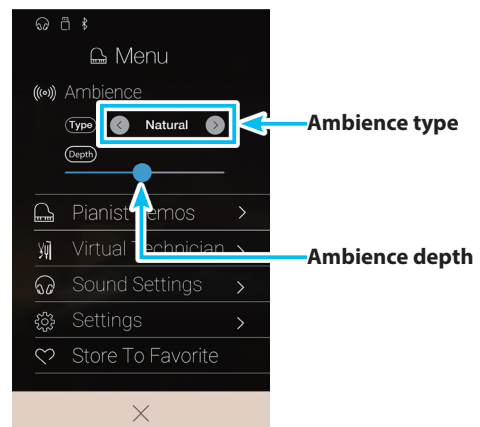 Menu
Ambience
Type Natural
Ambience type
Depth
Pianist Demos
Virtual Technician
Ambience depth
Sound Settings
Settings
Store To Favorite